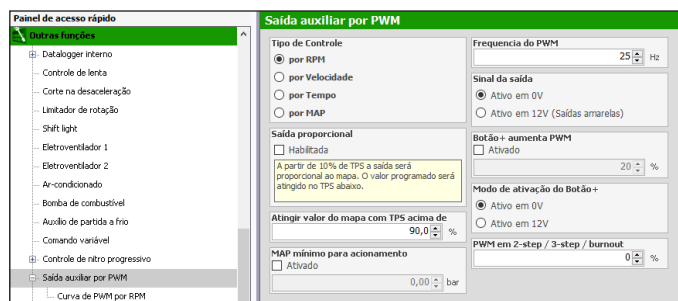 Painel de acesso rápido
Outras funções
Datalogger interno
Controle de lenta
Corte na desaceleração
Limitador de rotação
Shift light
Eletroventilador 1
Eletroventilador 2
Ar-condicionado
Bomba de combustível
Auxílio de partida a frio
Comando variável
Controle de nitro progressivo
Saída auxiliar por PWM
Curva de PWM por RPM
Saída auxiliar por PWM
Tipo de Controle
por RPM
por Velocidade
por Tempo
por MAP
Saída proporcional
Habilitada
A partir de 10% de TPS a saída será
proporcional ao mapa. O valor programado será
atingido no TPS abaixo.
Atingir valor do mapa com TPS acima de
90,0 %
MAP mínimo para acionamento
Ativado
0,00 bar
Frequencia do PWM
25 Hz
Sinal da saída
Ativo em 0V
Ativo em 12V (Saídas amarelas)
Botão+ aumenta PWM
Ativado
20 %
Modo de ativação do Botão+
Ativo em 0V
Ativo em 12V
PWM em 2-step / 3-step / burnout
0 %